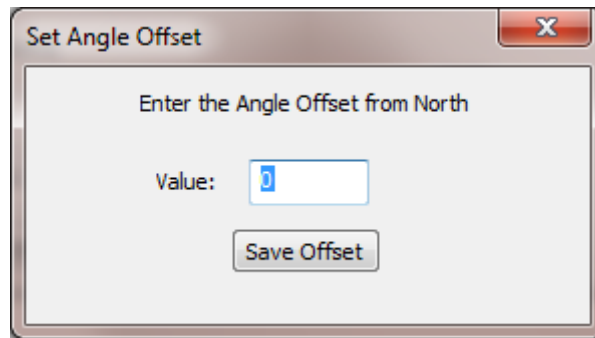 Set Angle Offset
Enter the Angle Offset from North
Value: 0
Save Offset